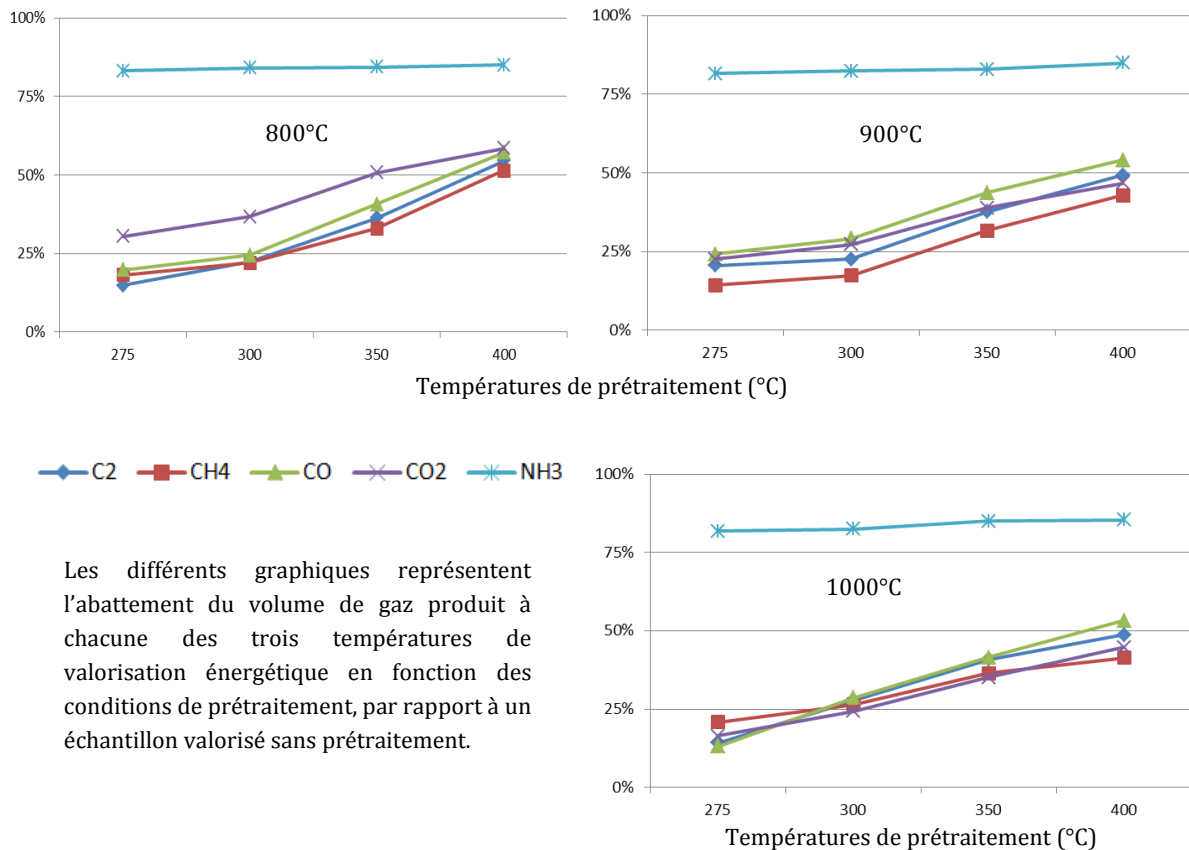 100%
75%
50%
25%
0%
800°C
275 300 350 400
100%
75%
50%
25%
0%
900°C
275 300 350 400
Températures de prétraitement (°C)
C2 CH4 CO CO2 NH3
Les différents graphiques représentent
l’abattement du volume de gaz produit à
chacune des trois températures de
valorisation énergétique en fonction des
conditions de prétraitement, par rapport à un
échantillon valorisé sans prétraitement.
100%
75%
50%
25%
0%
1000°C
275 300 350 400
Températures de prétraitement (°C)